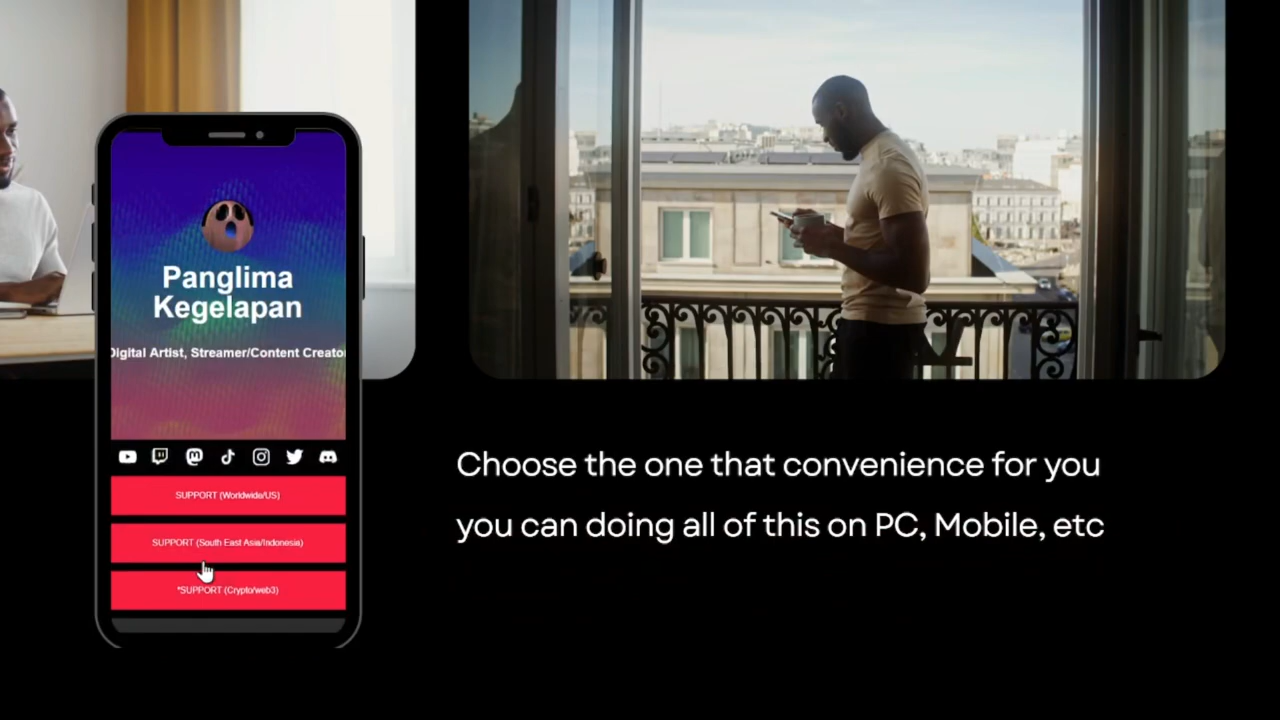 Panglima
Kegelapan
Digital Artist, Streamer/Content Creator
SUPPORT (Worldwide/US)
SUPPORT (South East Asia/Indonesia)
*SUPPORT (Crypto/web3)
Choose the one that convenience for you
you can doing all of this on PC, Mobile, etc